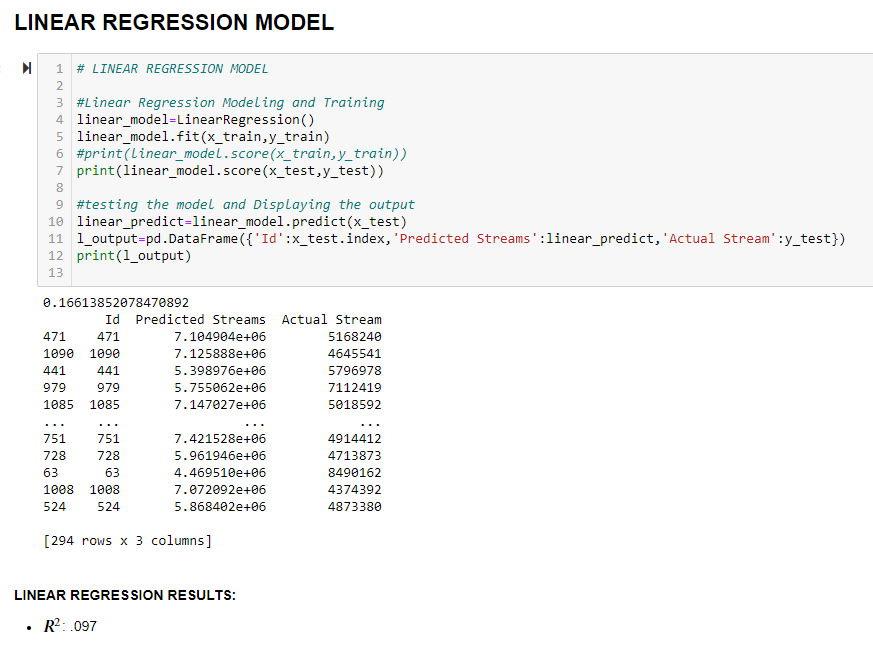 LINEAR REGRESSION MODEL
1 # LINEAR REGRESSION MODEL
2
3 #Linear Regression Modeling and Training
4 linear_model=LinearRegression()
5 linear_model.fit(x_train,y_train)
6 #print(linear_model.score(x_train,y_train))
7 print(linear_model.score(x_test,y_test))
8
9 #testing the model and Displaying the output
10 linear_predict=linear_model.predict(x_test)
11 l_output=pd.DataFrame({'Id':x_test.index,'Predicted Streams':linear_predict,'Actual Stream':y_test})
12 print(l_output)
13
0.16613852078470892
Id Predicted Streams Actual Stream
471 471 7.104904e+06 5168240
1090 1090 7.125888e+06 4645541
441 441 5.398976e+06 5796978
979 979 5.755062e+06 7112419
1085 1085 7.147027e+06 5018592
... ... ... ...
751 751 7.421528e+06 4914412
728 728 5.961946e+06 4713873
63 63 4.469510e+06 8490162
1008 1008 7.072092e+06 4374392
524 524 5.868402e+06 4873380
[294 rows x 3 columns]
LINEAR REGRESSION RESULTS:
• R²: .097